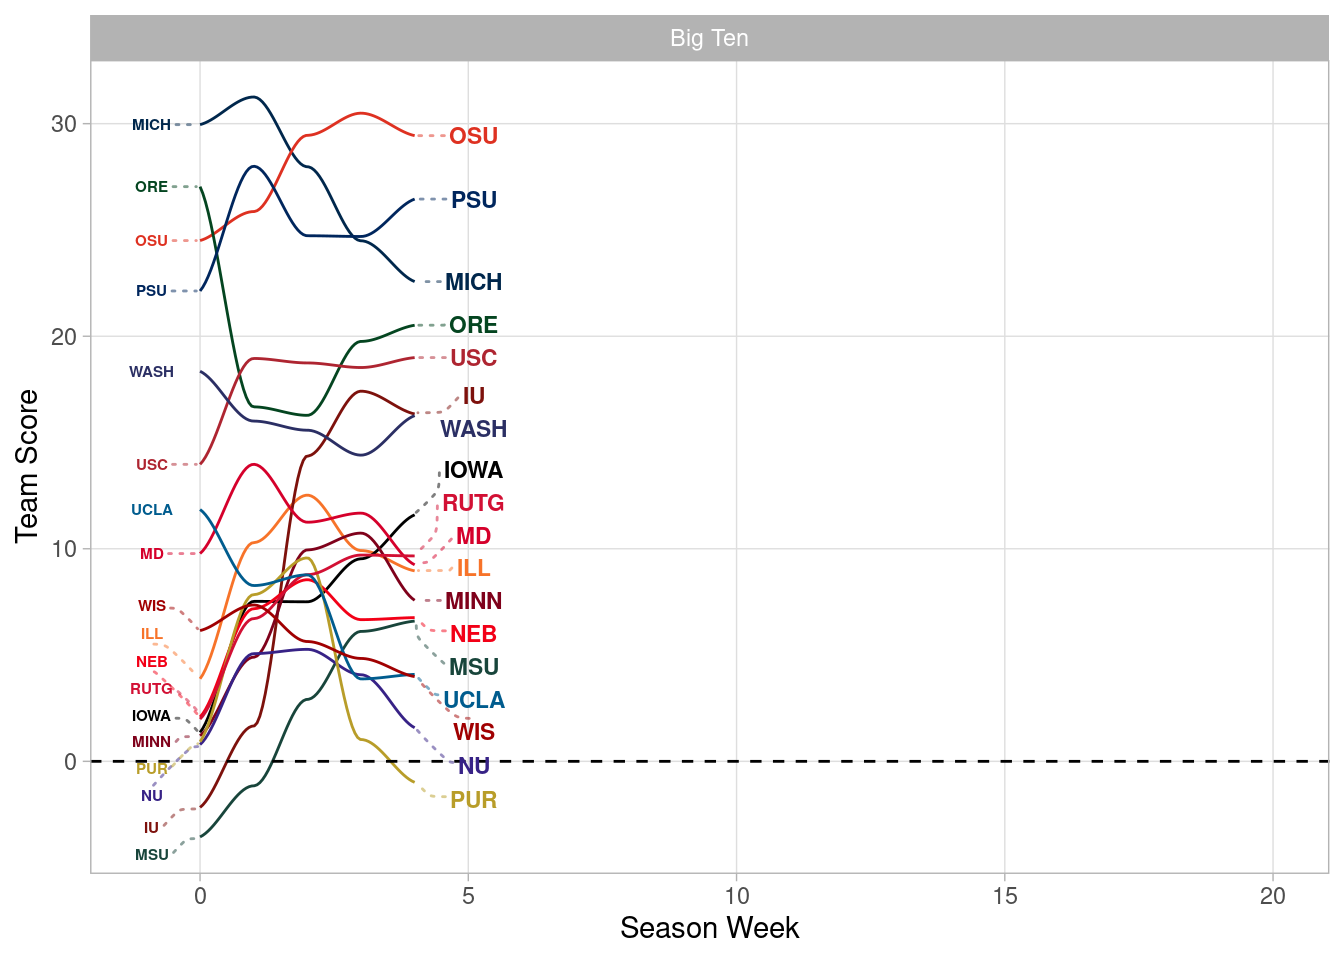 Big Ten
Team Score
30
20
10
0
MICH
ORE
OSU
PSU
WASH
USC
UCLA
MD
WIS
ILL
NEB
RUTG
IOWA
MINN
PUR
NU
IU
MSU
OSU
PSU
MICH
ORE
USC
IU
WASH
IOWA
RUTG
MD
ILL
MINN
NEB
MSU
UCLA
WIS
NU
PUR
0 5 10 15 20
Season Week